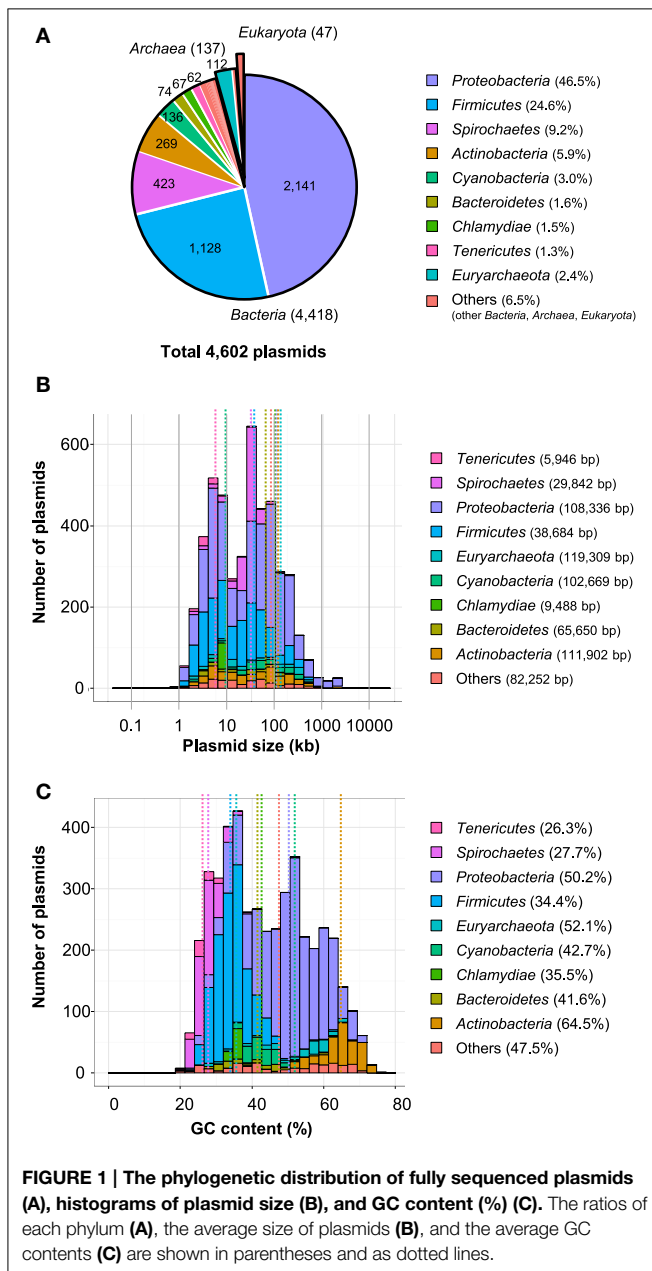 A
Eukaryota (47)
Archaea (137)
112
62
67
74
136
269
423
1,128
2,141
Bacteria (4,418)
Total 4,602 plasmids
Proteobacteria (46.5%)
Firmicutes (24.6%)
Spirochaetes (9.2%)
Actinobacteria (5.9%)
Cyanobacteria (3.0%)
Bacteroidetes (1.6%)
Chlamydiae (1.5%)
Tenericutes (1.3%)
Euryarchaeota (2.4%)
Others (6.5%)
(other Bacteria, Archaea, Eukaryota)
B
Number of plasmids
600
400
200
0
0.1 1 10 100 1000 10000
Plasmid size (kb)
Tenericutes (5,946 bp)
Spirochaetes (29,842 bp)
Proteobacteria (108,336 bp)
Firmicutes (38,684 bp)
Euryarchaeota (119,309 bp)
Cyanobacteria (102,669 bp)
Chlamydiae (9,488 bp)
Bacteroidetes (65,650 bp)
Actinobacteria (111,902 bp)
Others (82,252 bp)
C
Number of plasmids
400
300
200
100
0
0 20 40 60 80
GC content (%)
Tenericutes (26.3%)
Spirochaetes (27.7%)
Proteobacteria (50.2%)
Firmicutes (34.4%)
Euryarchaeota (52.1%)
Cyanobacteria (42.7%)
Chlamydiae (35.5%)
Bacteroidetes (41.6%)
Actinobacteria (64.5%)
Others (47.5%)
FIGURE 1 | The phylogenetic distribution of fully sequenced plasmids
(A), histograms of plasmid size (B), and GC content (%) (C). The ratios of
each phylum (A), the average size of plasmids (B), and the average GC
contents (C) are shown in parentheses and as dotted lines.